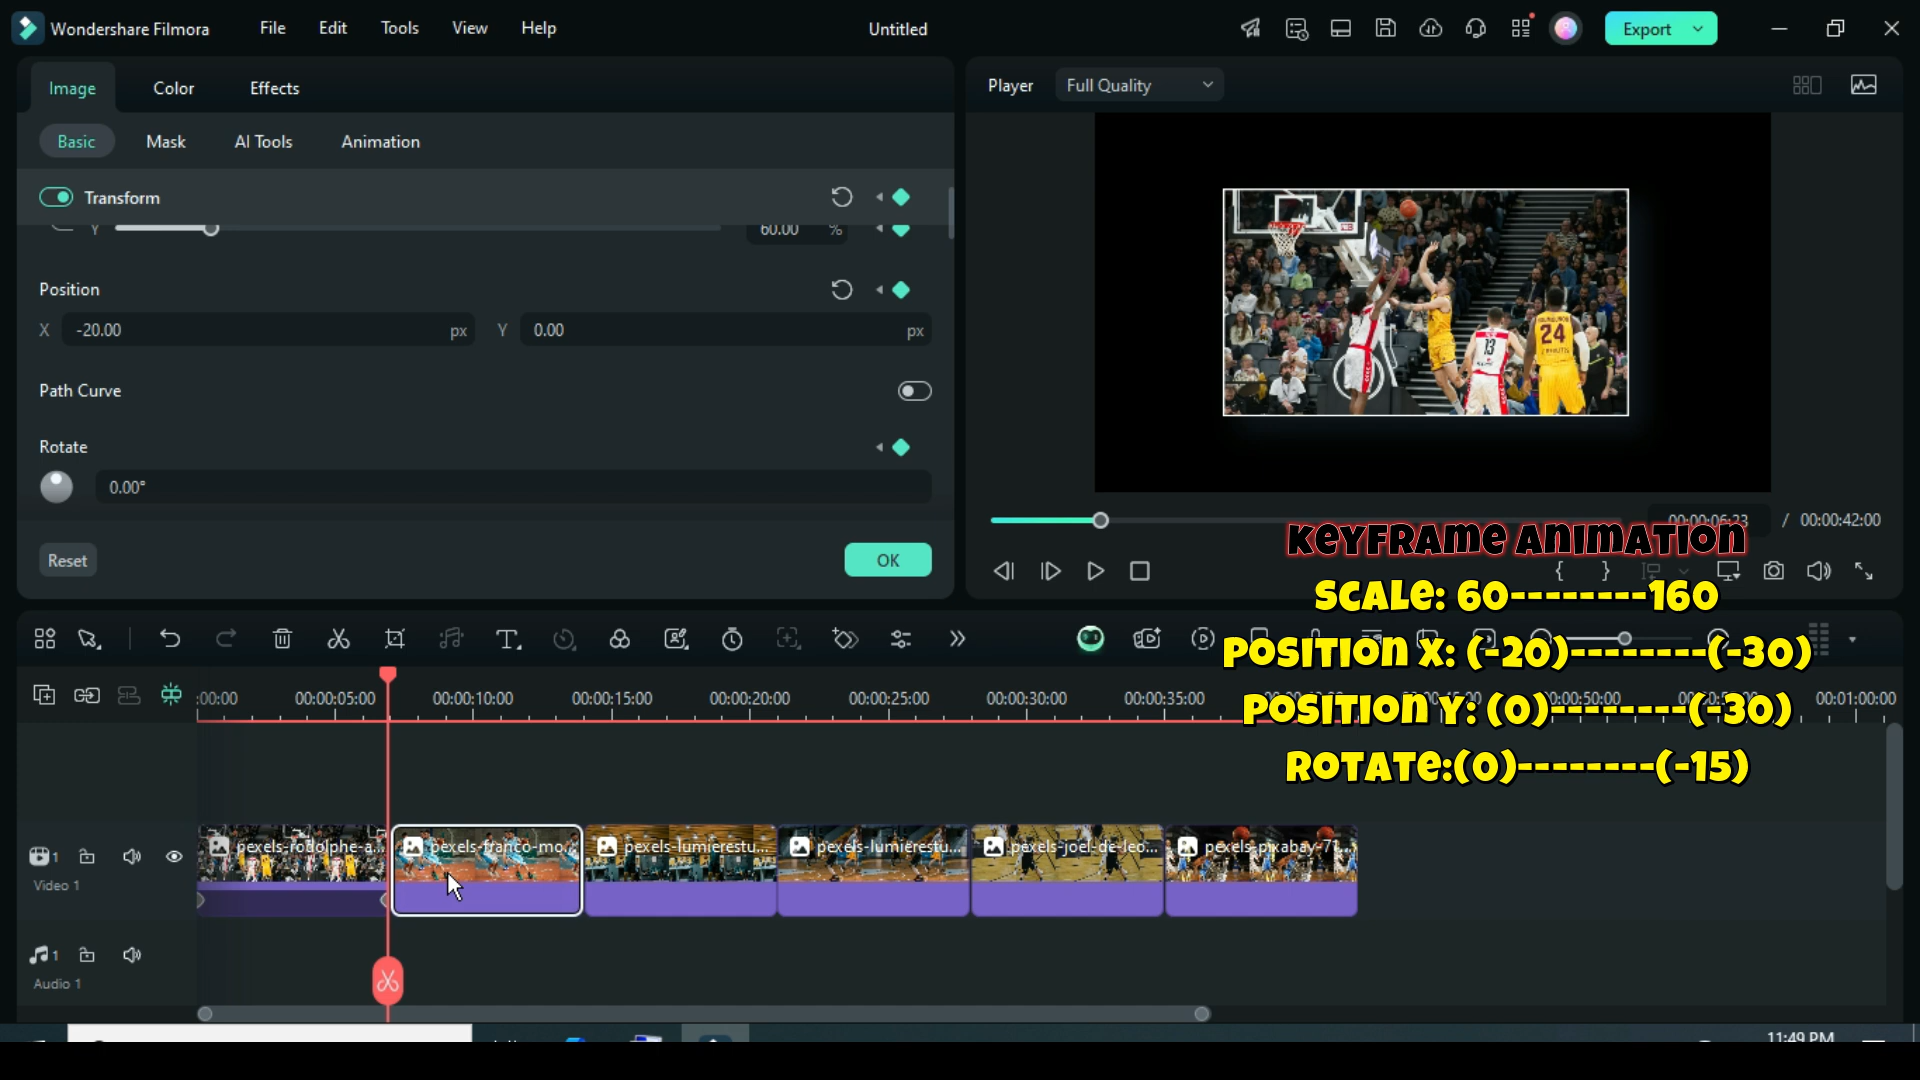 Wondershare Filmora
File
Edit
Tools
View
Help
Untitled
Export
Image
Color
Effects
Player
Full Quality
Basic
Mask
AI Tools
Animation
Transform
Y
60.00
%
Position
X
-20.00
px
Y
0.00
px
Path Curve
Rotate
0.00°
Reset
OK
24
13
00:00:06:23
/ 00:00:42:00
KEYFRAME ANIMATION
SCALE: 60--------160
POSITION X: (-20)--------(-30)
POSITION Y: (0)--------(-30)
ROTATE:(0)--------(-15)
:00:00
00:00:05:00
00:00:10:00
00:00:15:00
00:00:20:00
00:00:25:00
00:00:30:00
00:00:35:00
00:01:00:00
1
Video 1
pexels-rodolphe-a...
pexels-franco-mo...
pexels-lumierestu...
pexels-lumierestu...
pexels-joel-de-leo...
pexels-pixabay-71...
1
Audio 1
11:49 PM